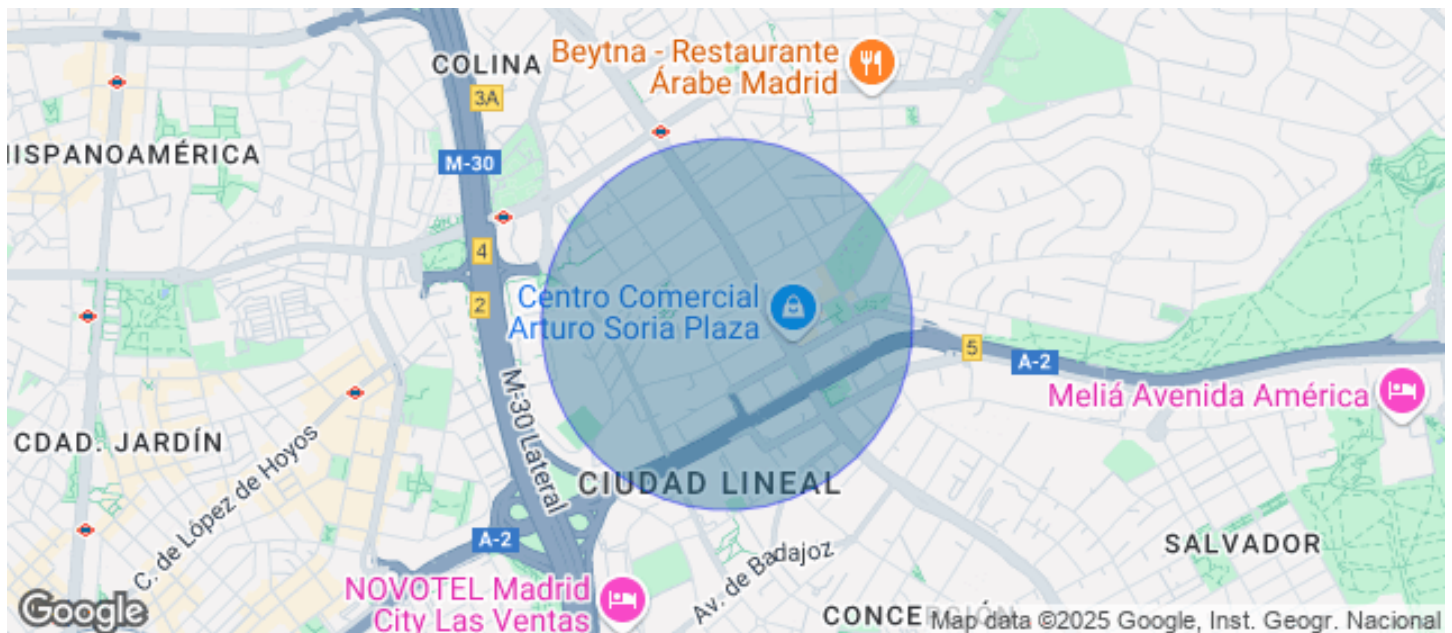 COLINA
Beytna - Restaurante
Árabe Madrid
3A
HISPANOAMÉRICA
M-30
4
2
Centro Comercial
Arturo Soria Plaza
5
A-2
Meliá Avenida América
CDAD. JARDÍN
C. de López de Hoyos
M-30 Lateral
CIUDAD LINEAL
A-2
SALVADOR
Av. de Badajoz
NOVOTEL Madrid
City Las Ventas
CONCEPCIÓN
Google
Map data ©2025 Google, Inst. Geogr. Nacional